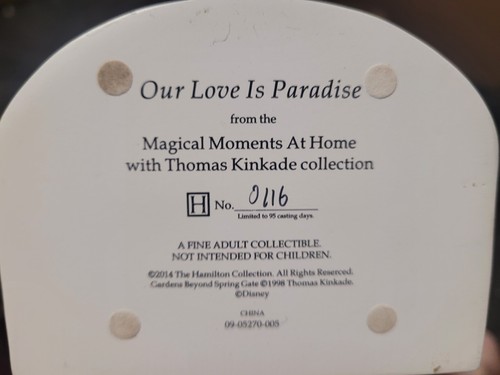 Our Love Is Paradise
from the
Magical Moments At Home
with Thomas Kinkade collection
H No. 0116
Limited to 95 casting days.
A FINE ADULT COLLECTIBLE.
NOT INTENDED FOR CHILDREN.
©2014 The Hamilton Collection. All Rights Reserved.
Gardens Beyond Spring Gate ©1998 Thomas Kinkade.
©Disney
CHINA
09-05270-005